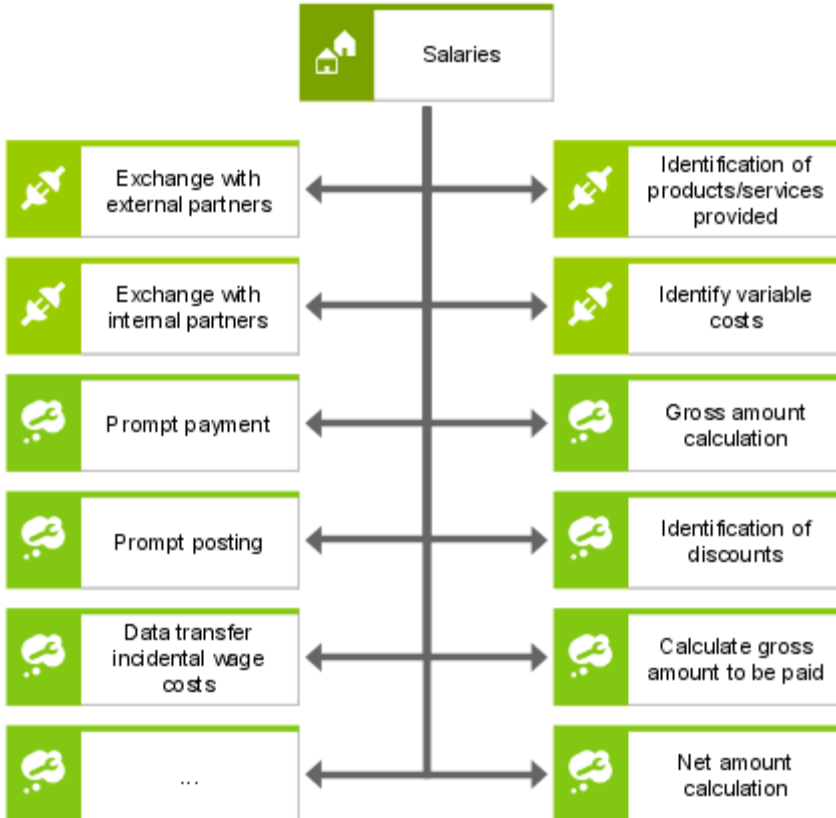 Salaries
Exchange with
external partners
Identification of
products/services
provided
Exchange with
internal partners
Identify variable
costs
Prompt payment
Gross amount
calculation
Prompt posting
Identification of
discounts
Data transfer
incidental wage
costs
Calculate gross
amount to be paid
...
Net amount
calculation